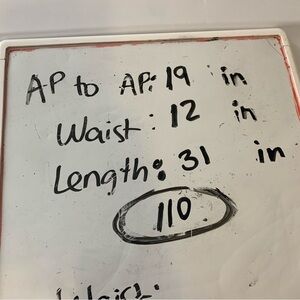 AP to AP: 19 in
Waist: 12 in
Length: 31 in
110